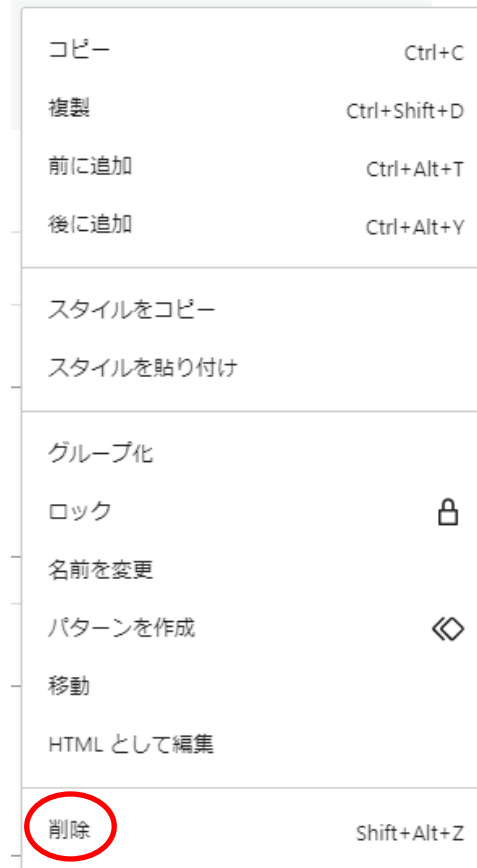 コピー Ctrl+C
複製 Ctrl+Shift+D
前に追加 Ctrl+Alt+T
後に追加 Ctrl+Alt+Y
スタイルをコピー
スタイルを貼り付け
グループ化
ロック
名前を変更
パターンを作成
移動
HTML として編集
削除 Shift+Alt+Z